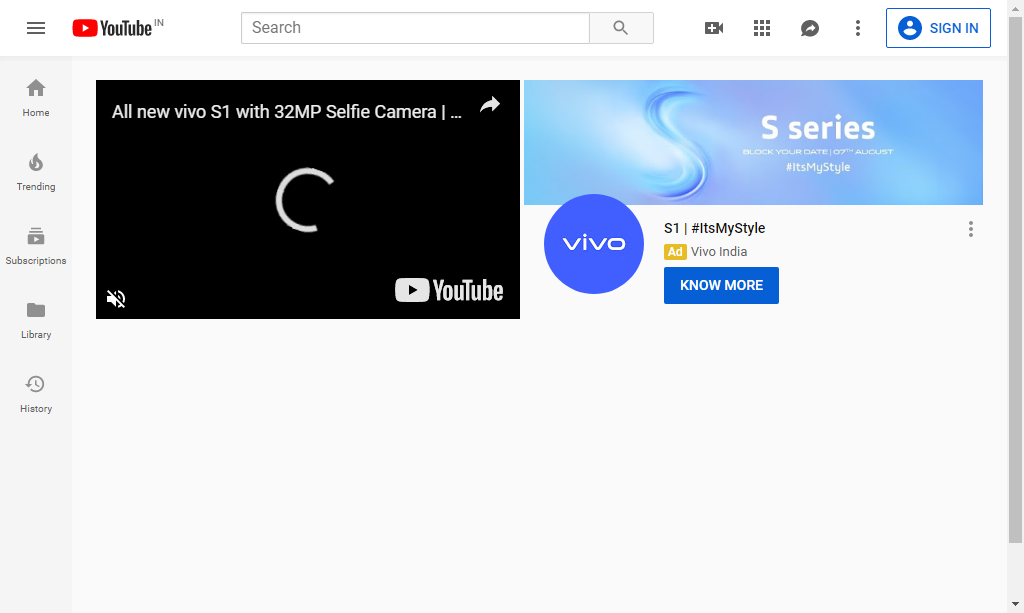 YouTube IN
Search
SIGN IN
Home
Trending
Subscriptions
Library
History
All new vivo S1 with 32MP Selfie Camera | ...
YouTube
S series
BLOCK YOUR DATE | 07TH AUGUST
#ItsMyStyle
vivo
S1 | #ItsMyStyle
Ad Vivo India
KNOW MORE